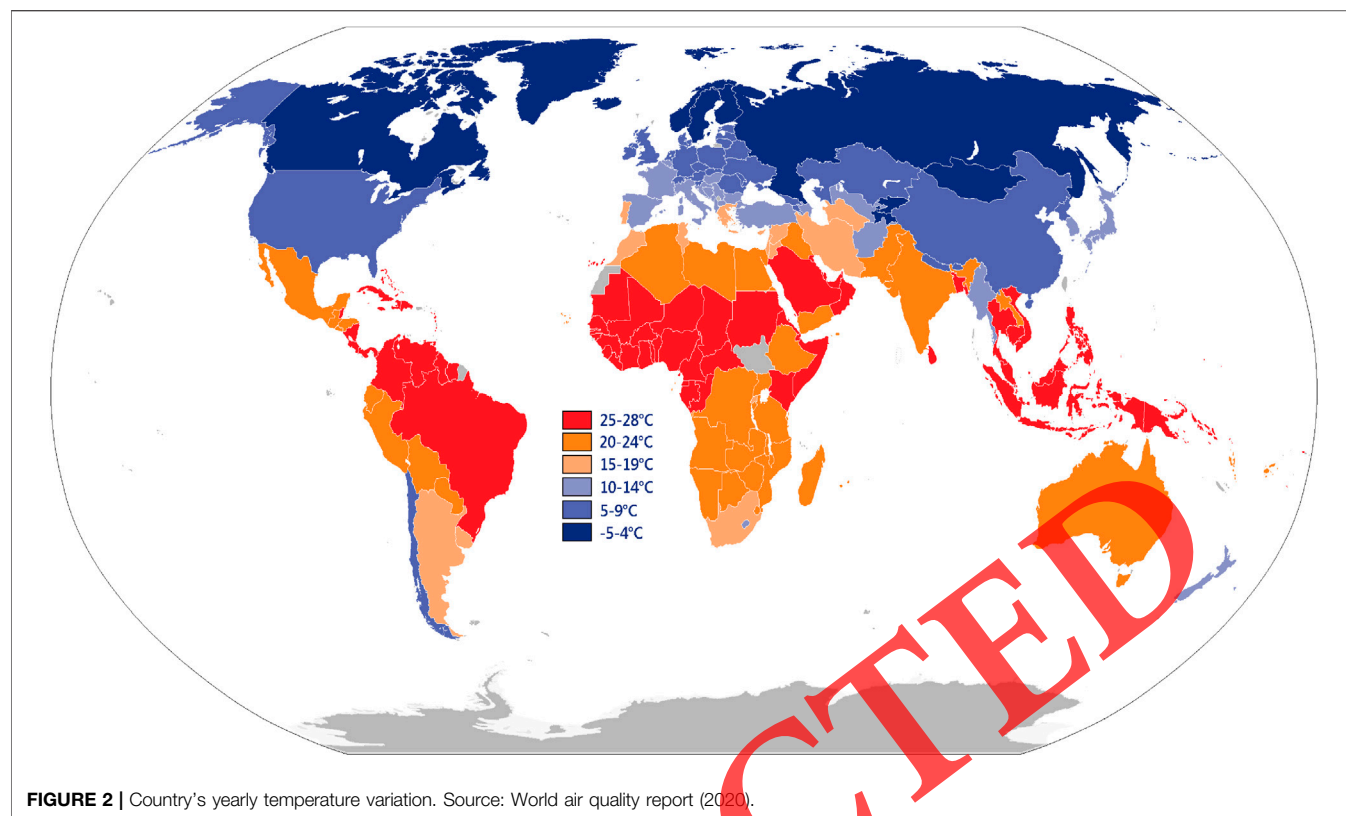 25-28°C
20-24°C
15-19°C
10-14°C
5-9°C
-5-4°C
CTED
FIGURE 2 | Country's yearly temperature variation. Source: World air quality report (2020).